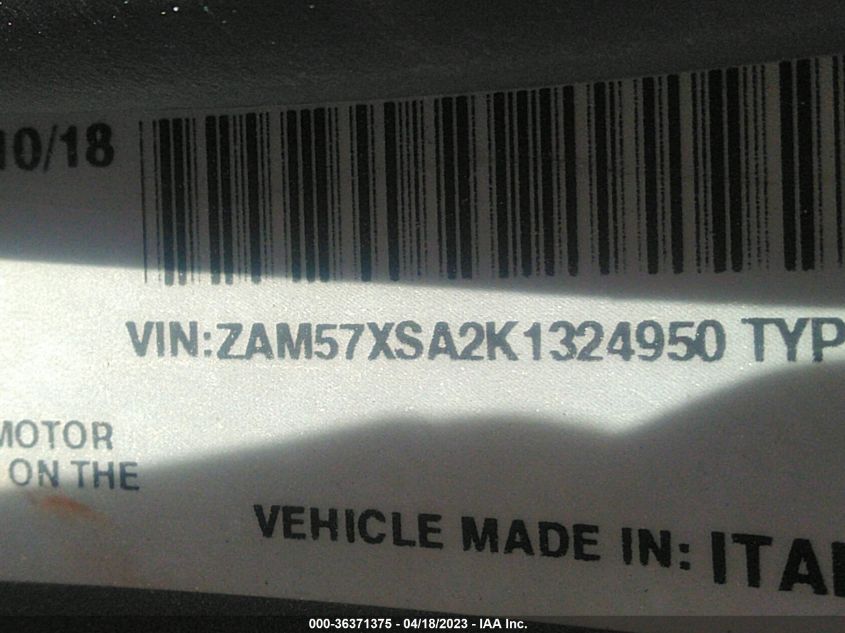 10/18
VIN:ZAM57XSA2K1324950 TYP
MOTOR
ON THE
VEHICLE MADE IN: ITA
000-36371375 - 04/18/2023 - IAA Inc.